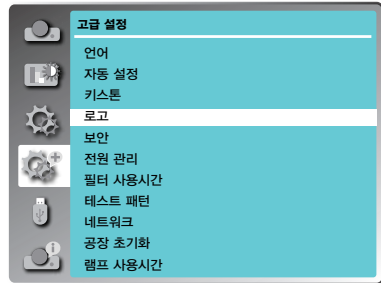 고급 설정
언어
자동 설정
키스톤
로고
보안
전원 관리
필터 사용시간
테스트 패턴
네트워크
공장 초기화
램프 사용시간